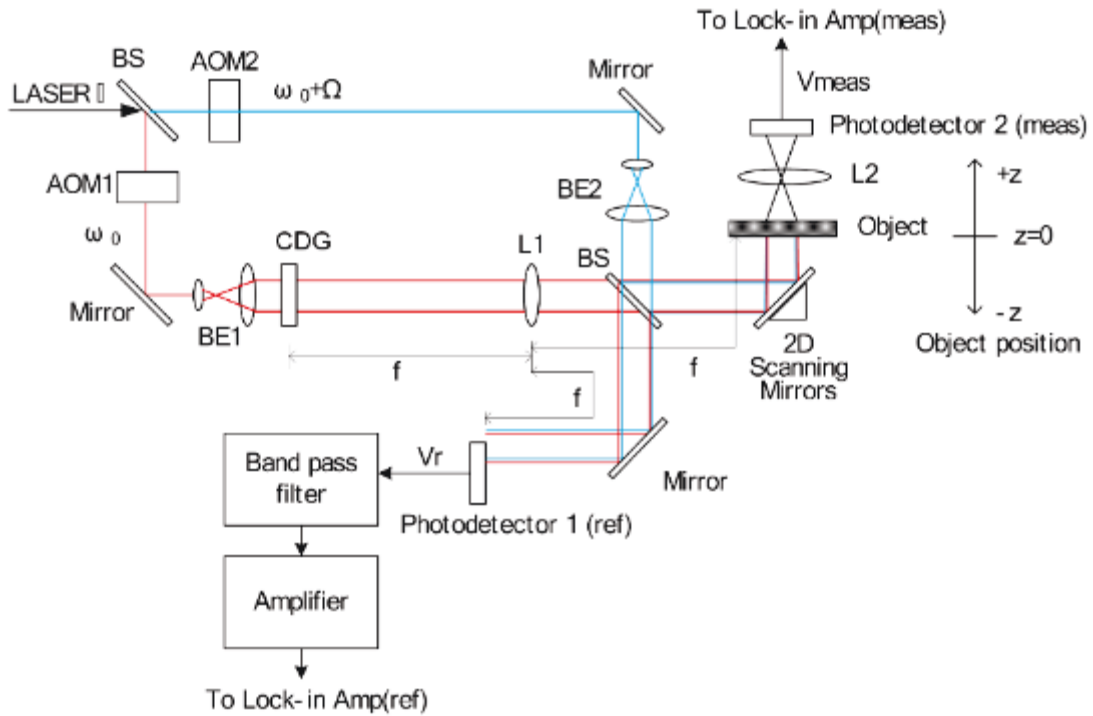 To Lock-in Amp(meas)
BS
AOM2
ω₀+Ω
Mirror
Vmeas
LASER
Photodetector 2 (meas)
AOM1
BE2
L2
+z
ω₀
Object
z=0
CDG
L1
BS
Mirror
BE1
-z
2D
Scanning
Mirrors
Object position
f
f
f
Band pass
filter
Vr
Mirror
Photodetector 1 (ref)
Amplifier
To Lock-in Amp(ref)